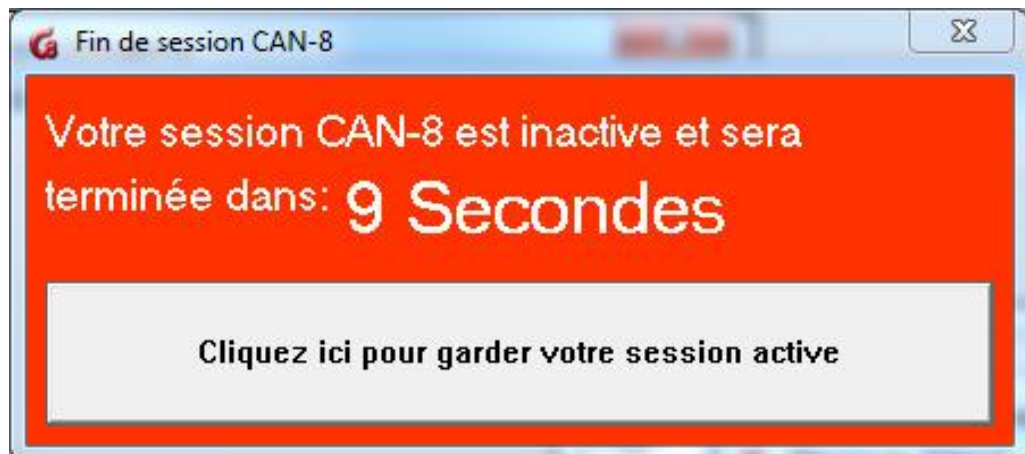 Fin de session CAN-8
Votre session CAN-8 est inactive et sera
terminée dans: 9 Secondes
Cliquez ici pour garder votre session active